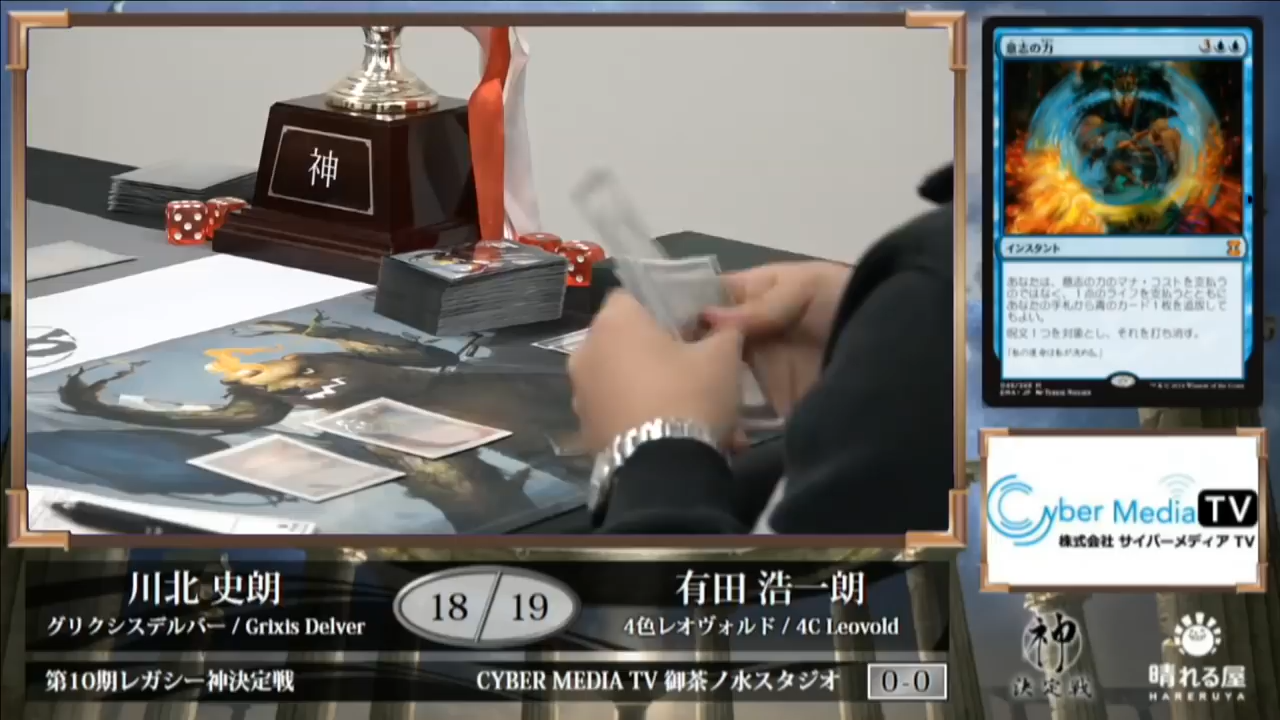 神
意志の力
インスタント
あなたは、意志の力のマナ・コストを支払う
のではなく、1点のライフを支払うとともに
あなたの手札から青のカード1枚を追放して
もよい。
呪文1つを対象とし、それを打ち消す。
Cyber Media TV
株式会社 サイバーメディア TV
川北 史朗
グリクシスデルバー / Grixis Delver
18 / 19
有田 浩一朗
4色レオヴォルド / 4C Leovold
第10期レガシー神決定戦
CYBER MEDIA TV 御茶ノ水スタジオ
0-0
神
決定戦
晴れる屋
HARERUYA